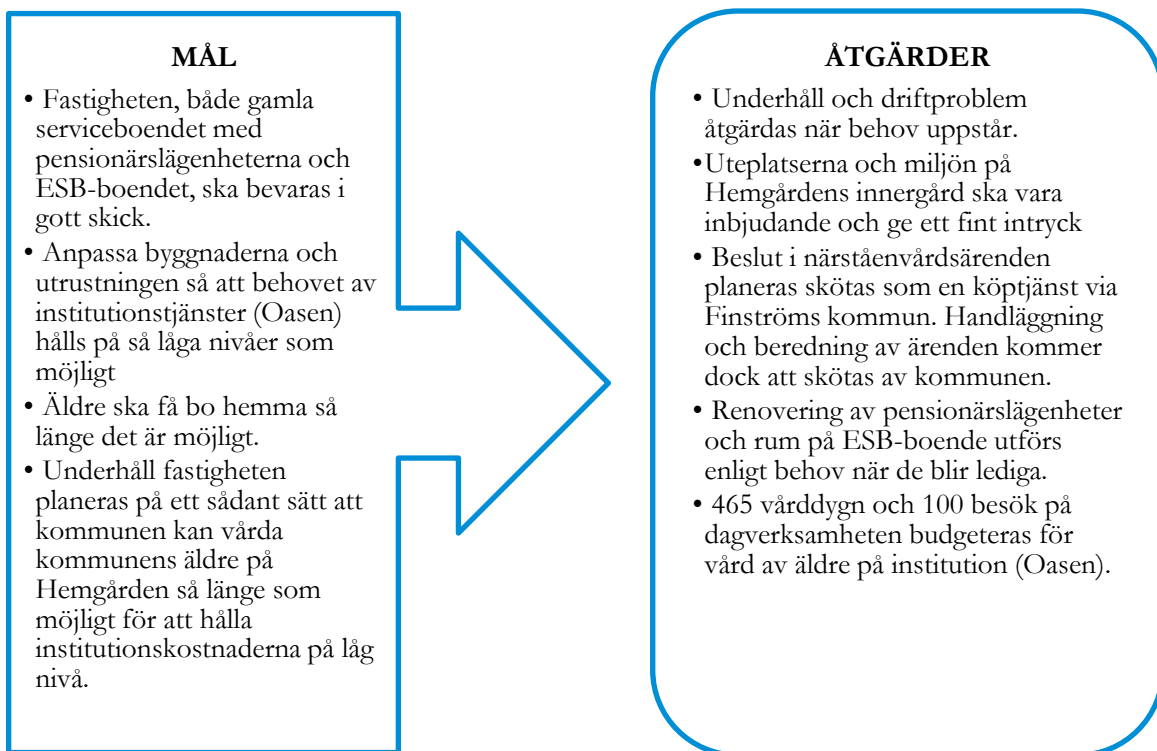 MÅL
• Fastigheten, både gamla
serviceboendet med
pensionärslägenheterna och
ESB-boendet, ska bevaras i
gott skick.
• Anpassa byggnaderna och
utrustningen så att behovet av
institutionstjänster (Oasen)
hålls på så låga nivåer som
möjligt
• Äldre ska få bo hemma så
länge det är möjligt.
• Underhåll fastigheten
planeras på ett sådant sätt att
kommunen kan vårda
kommunens äldre på
Hemgården så länge som
möjligt för att hålla
institutionskostnaderna på låg
nivå.
ÅTGÄRDER
• Underhåll och driftproblem
åtgärdas när behov uppstår.
•Uteplatserna och miljön på
Hemgårdens innergård ska vara
inbjudande och ge ett fint intryck
• Beslut i närståenvårdsärenden
planeras skötas som en köptjänst via
Finströms kommun. Handläggning
och beredning av ärenden kommer
dock att skötas av kommunen.
• Renovering av pensionärslägenheter
och rum på ESB-boende utförs
enligt behov när de blir lediga.
• 465 vårddygn och 100 besök på
dagverksamheten budgeteras för
vård av äldre på institution (Oasen).